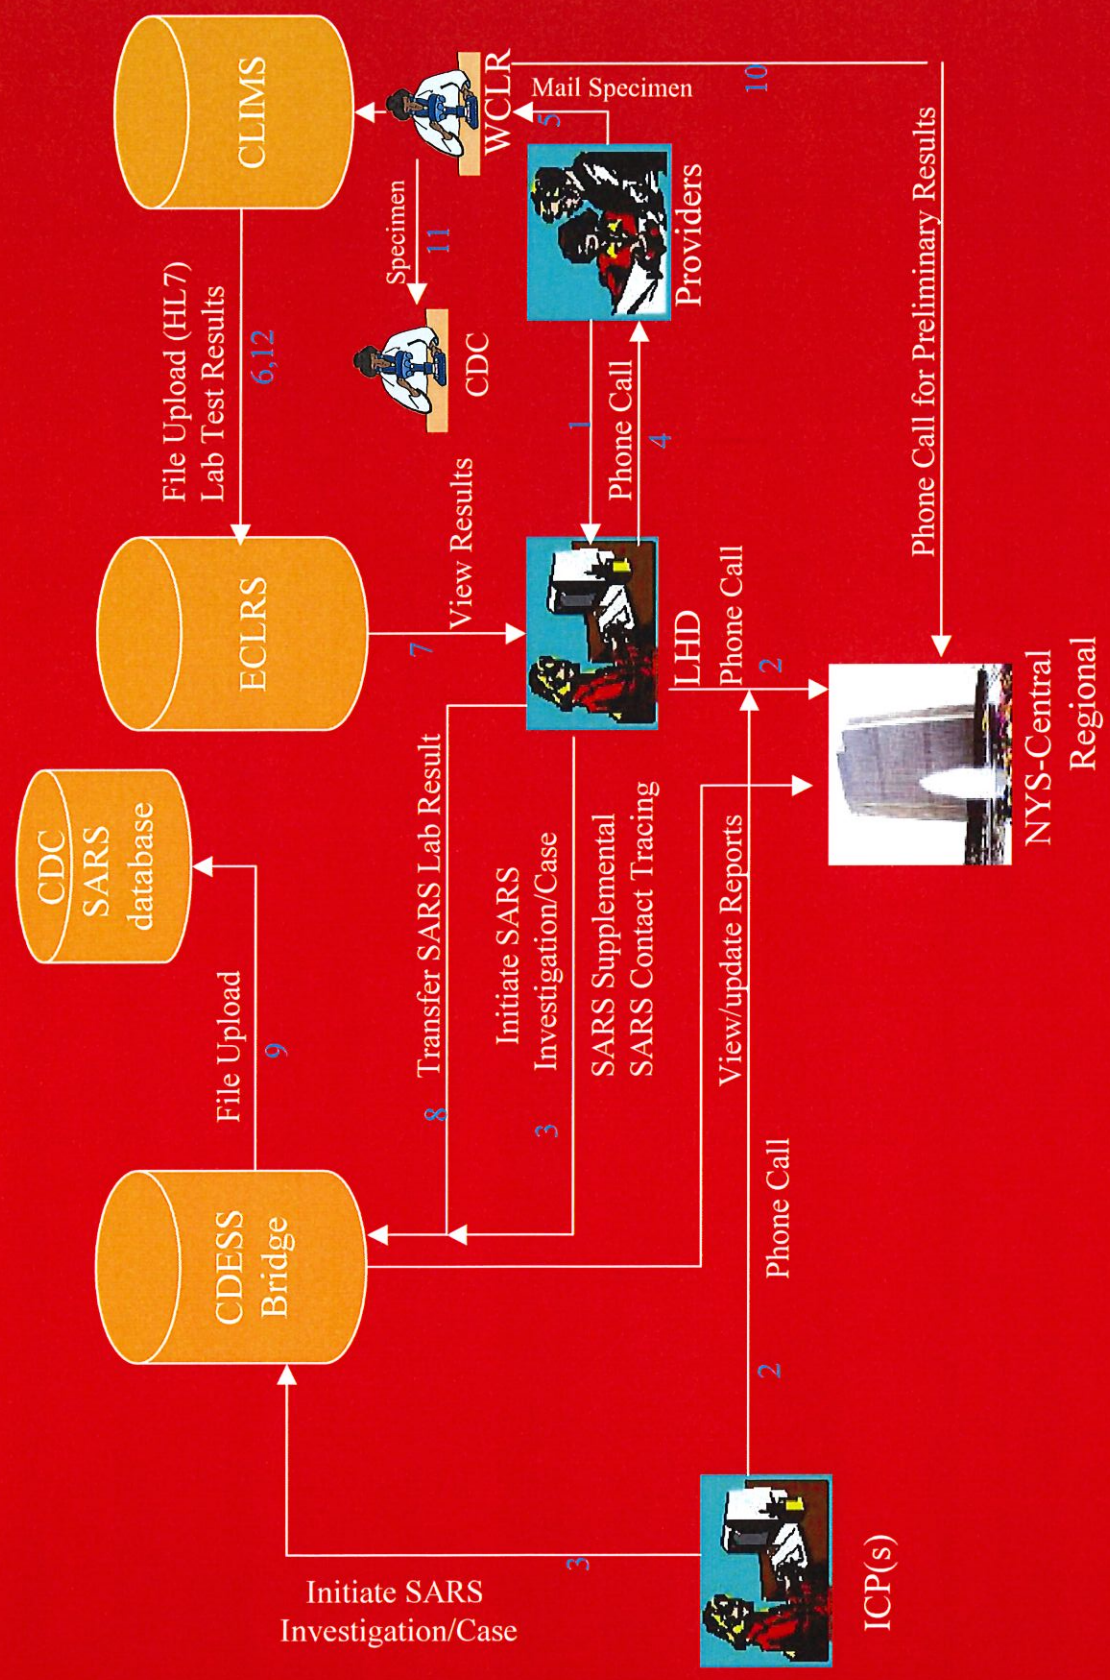 Initiate SARS
Investigation/Case
3
CDESS
Bridge
File Upload
9
CDC
SARS
database
ECLRS
File Upload (HL7)
Lab Test Results
6,12
CLIMS
8
Transfer SARS Lab Result
7
View Results
Specimen
11
CDC
WCLR
3
Initiate SARS
Investigation/Case
SARS Supplemental
SARS Contact Tracing
LHD
1
Phone Call
4
5
Mail Specimen
Providers
10
ICP(s)
2
Phone Call
View/update Reports
Phone Call
2
Phone Call for Preliminary Results
NYS-Central
Regional